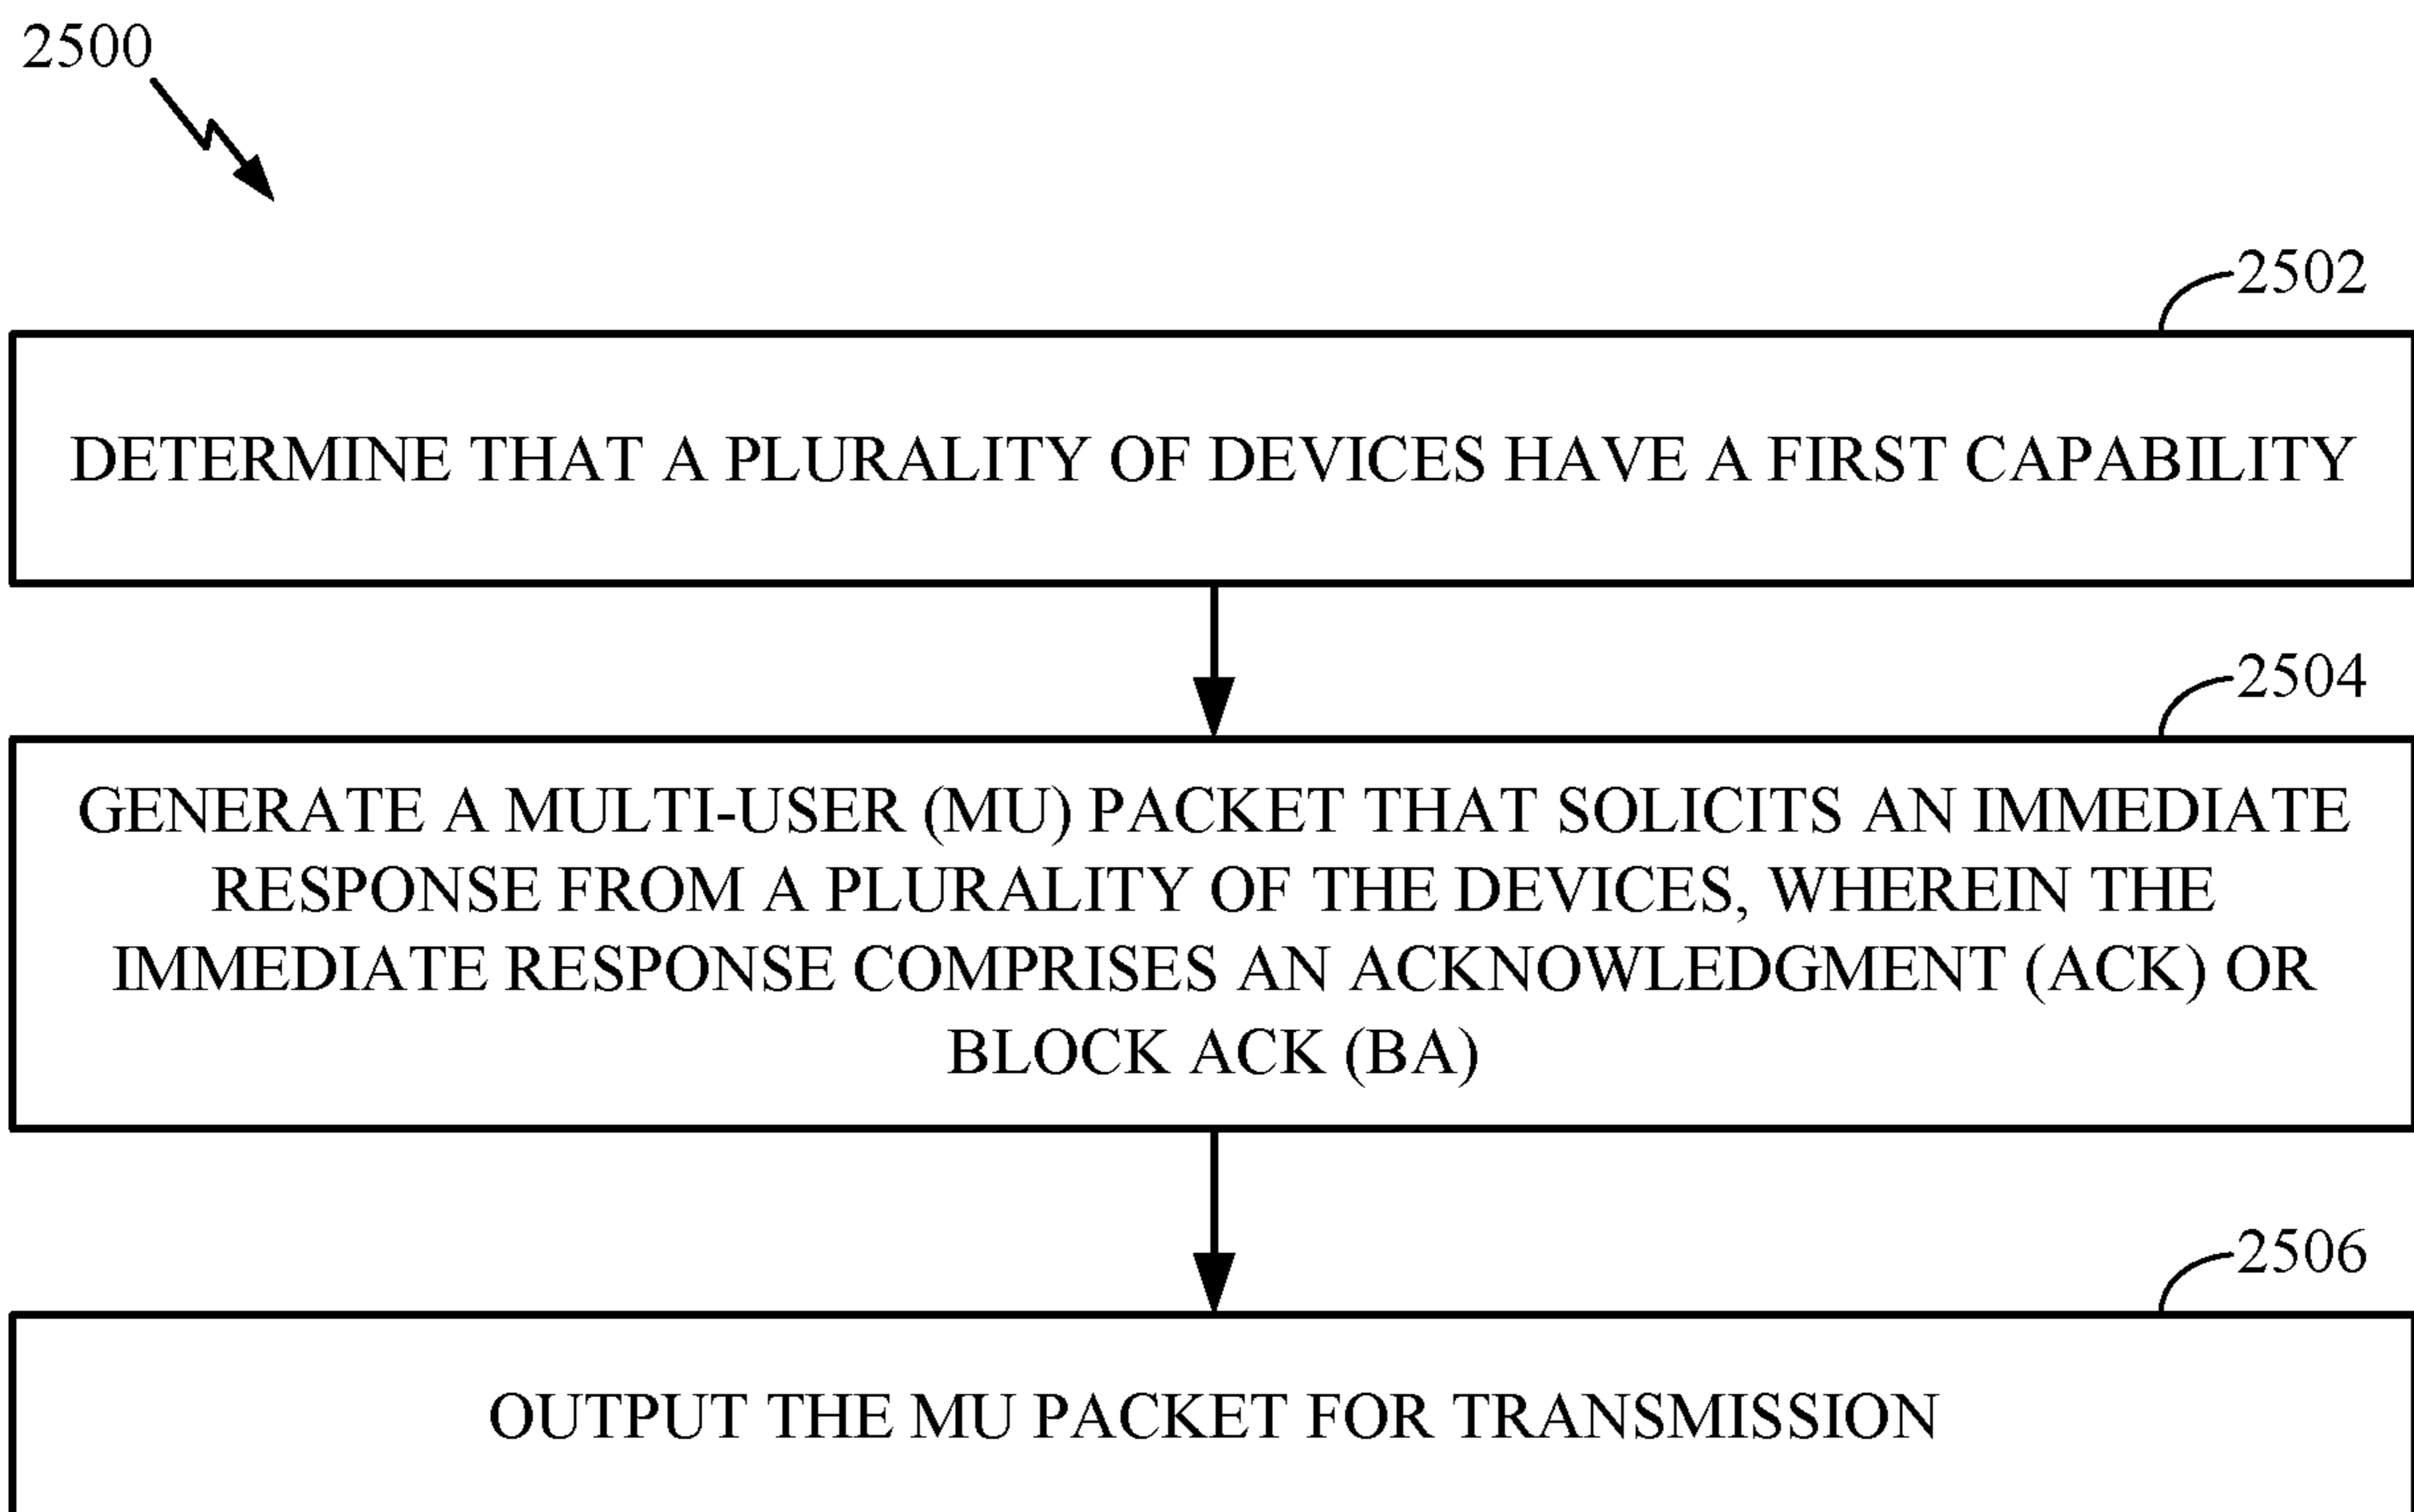 2500
2502
DETERMINE THAT A PLURALITY OF DEVICES HAVE A FIRST CAPABILITY
2504
GENERATE A MULTI-USER (MU) PACKET THAT SOLICITS AN IMMEDIATE
RESPONSE FROM A PLURALITY OF THE DEVICES, WHEREIN THE
IMMEDIATE RESPONSE COMPRISES AN ACKNOWLEDGMENT (ACK) OR
BLOCK ACK (BA)
2506
OUTPUT THE MU PACKET FOR TRANSMISSION